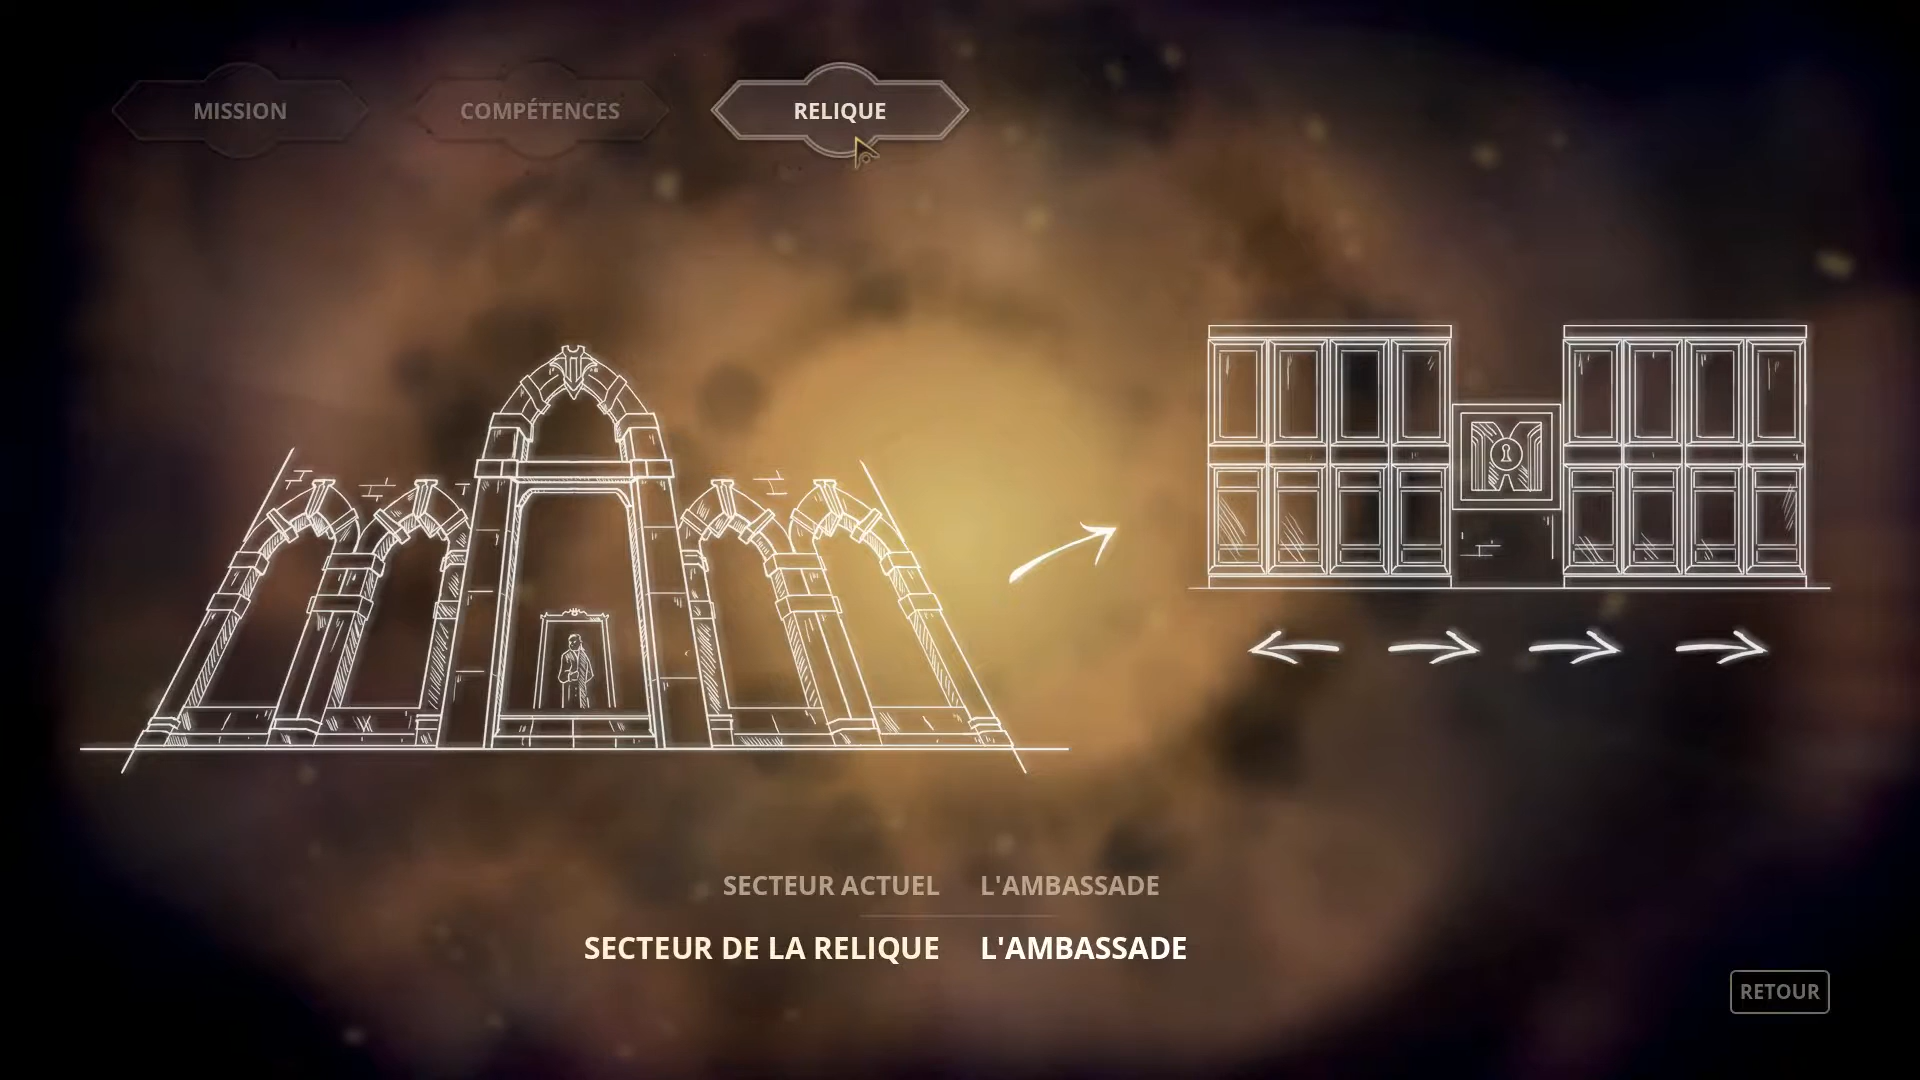 MISSION
COMPÉTENCES
RELIQUE
SECTEUR ACTUEL L'AMBASSADE
SECTEUR DE LA RELIQUE L'AMBASSADE
RETOUR